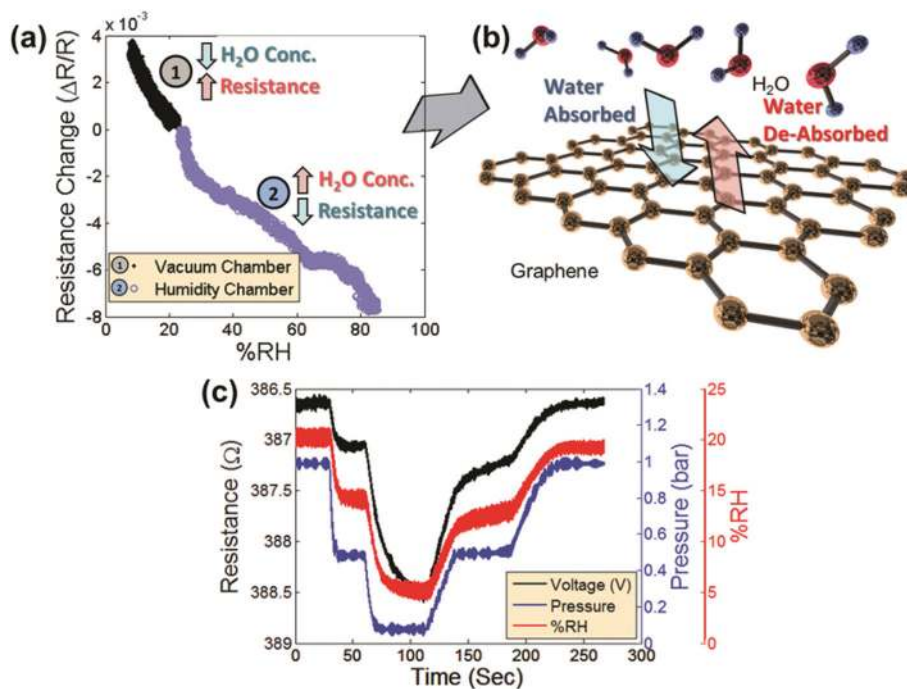 (a)
×10⁻³
Resistance Change (ΔR/R)
4
2
0
-2
-4
-6
-8
1
H₂O Conc.
Resistance
2
H₂O Conc.
Resistance
1 Vacuum Chamber
2 Humidity Chamber
0 20 40 60 80 100
%RH
(b)
H₂O
Water
Absorbed
Water
De-Absorbed
Graphene
(c)
Resistance (Ω)
386.5
387
387.5
388
388.5
389
Pressure (bar)
1.4
1.2
1
0.8
0.6
0.4
0.2
0
%RH
25
20
15
10
5
0
Voltage (V)
Pressure
%RH
0 50 100 150 200 250 300
Time (Sec)